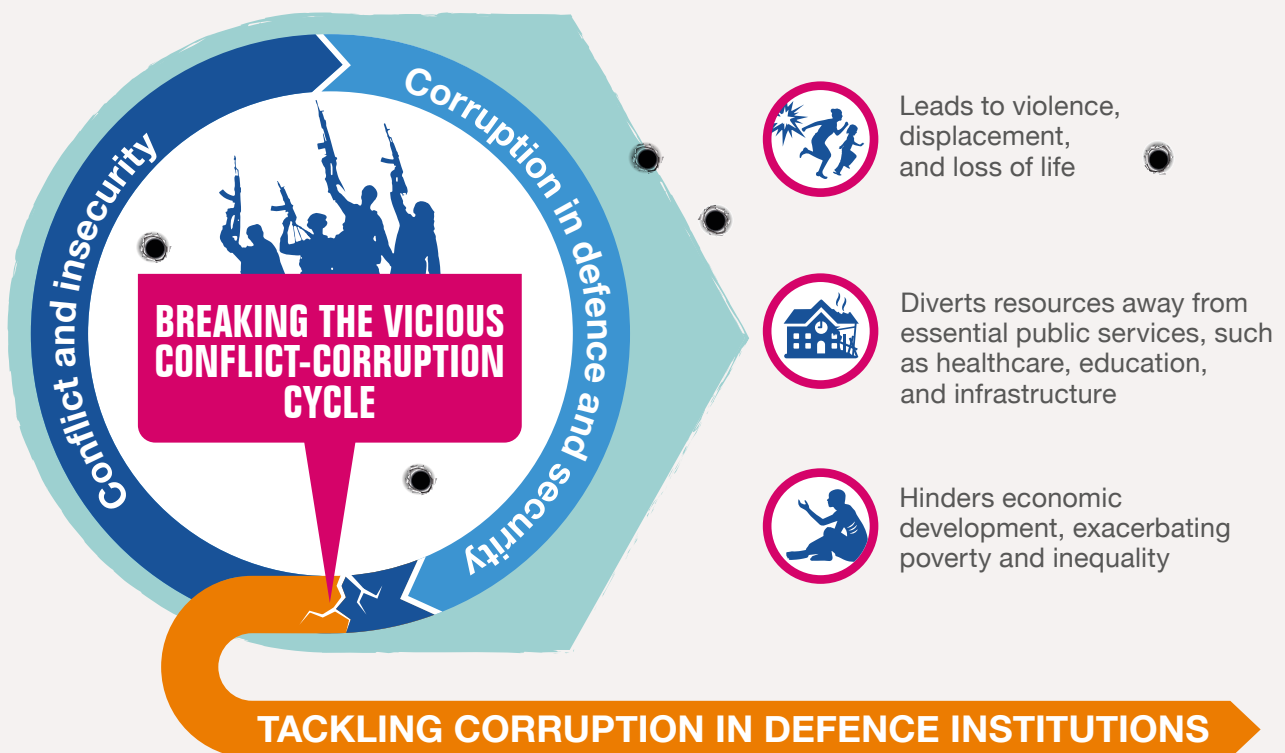 Conflict and insecurity
Corruption in defence and security
BREAKING THE VICIOUS
CONFLICT-CORRUPTION
CYCLE
Leads to violence,
displacement,
and loss of life
Diverts resources away from
essential public services, such
as healthcare, education,
and infrastructure
Hinders economic
development, exacerbating
poverty and inequality
TACKLING CORRUPTION IN DEFENCE INSTITUTIONS